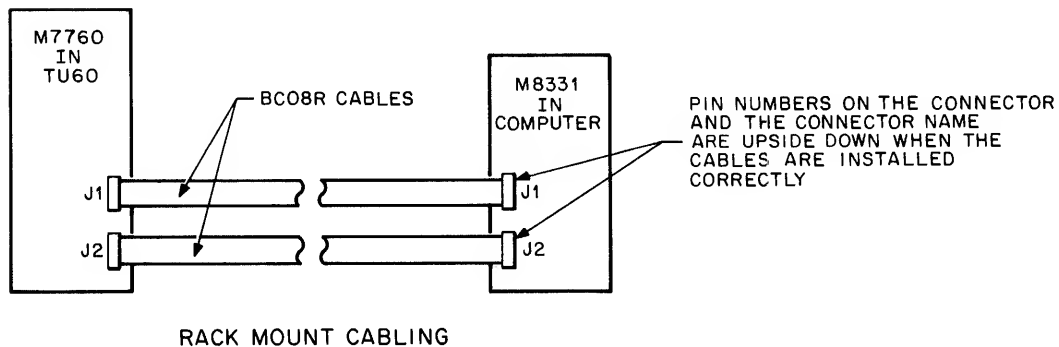 M7760
IN
TU60
BC08R CABLES
M8331
IN
COMPUTER
PIN NUMBERS ON THE CONNECTOR
AND THE CONNECTOR NAME
ARE UPSIDE DOWN WHEN THE
CABLES ARE INSTALLED
CORRECTLY
J1
J1
J2
J2
RACK MOUNT CABLING